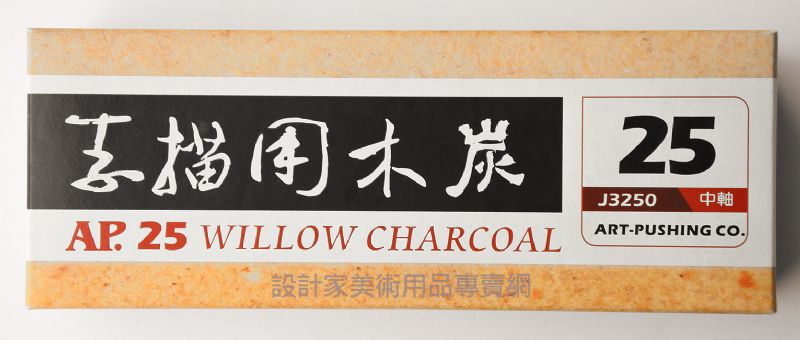 素描用木炭
25
J3250 中軸
AP. 25 WILLOW CHARCOAL
ART-PUSHING CO.
設計家美術用品專賣網